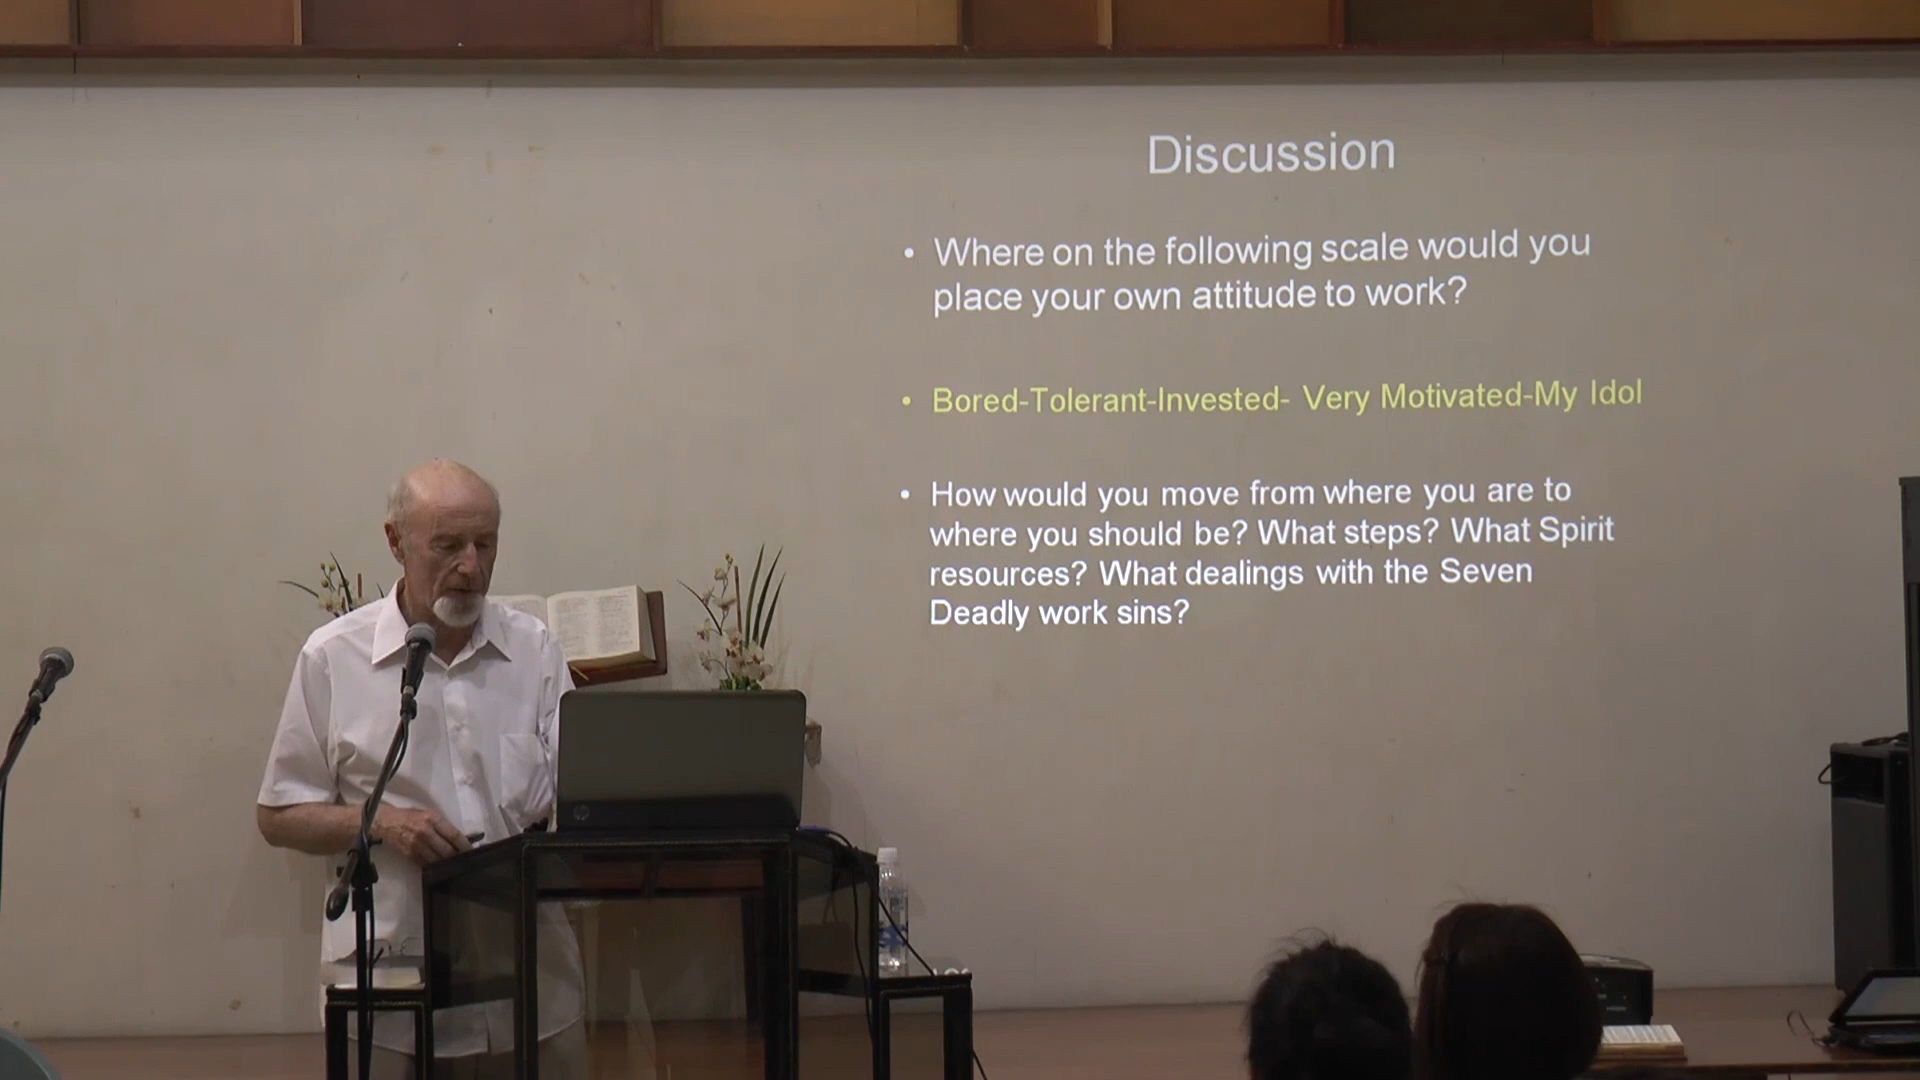 Discussion
• Where on the following scale would you
place your own attitude to work?
• Bored-Tolerant-Invested- Very Motivated-My Idol
• How would you move from where you are to
where you should be? What steps? What Spirit
resources? What dealings with the Seven
Deadly work sins?
hp